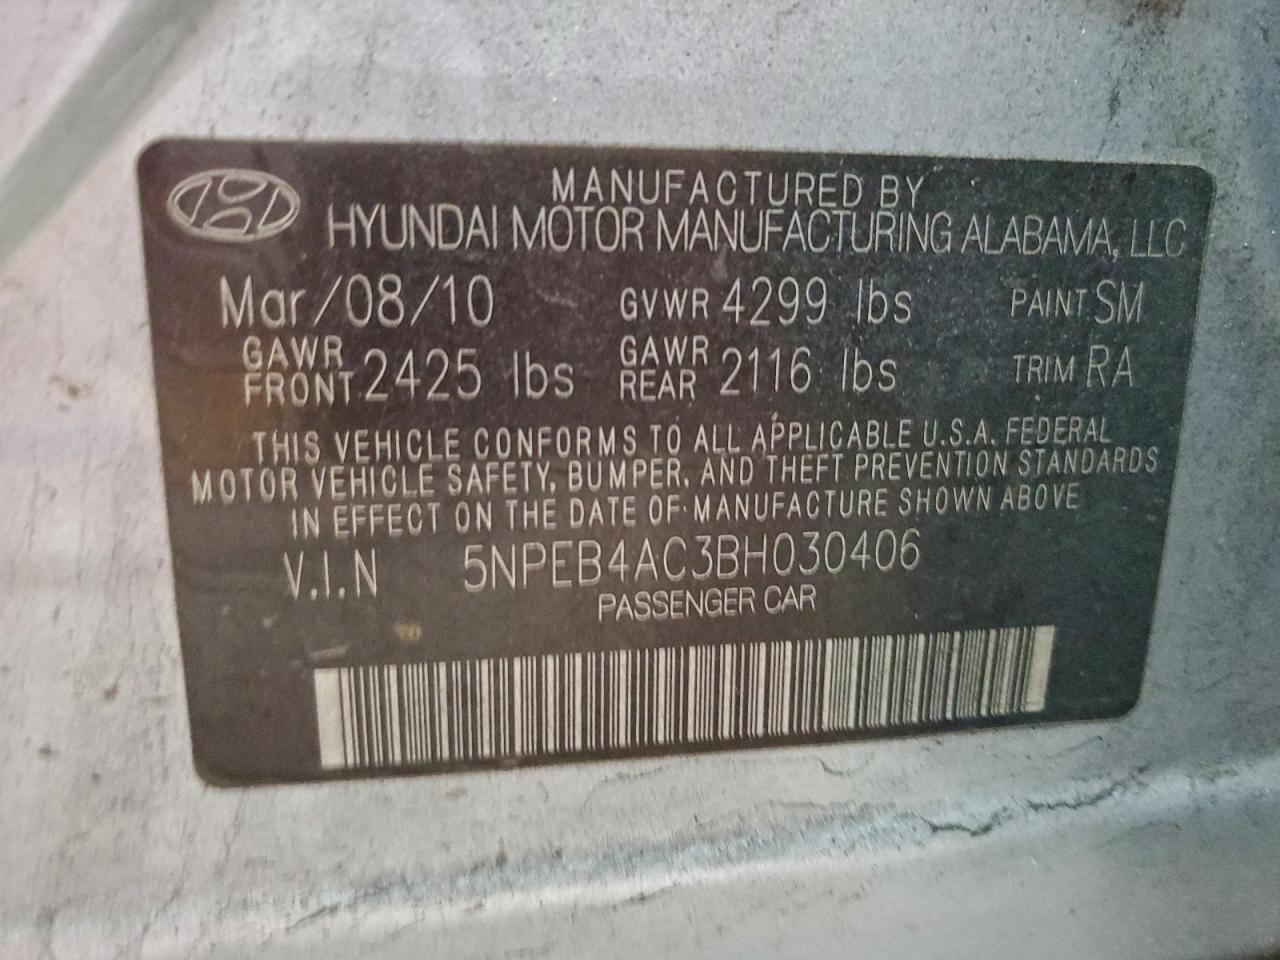 MANUFACTURED BY
HYUNDAI MOTOR MANUFACTURING ALABAMA, LLC
Mar/08/10 GVWR 4299 lbs PAINT SM
GAWR FRONT 2425 lbs GAWR REAR 2116 lbs TRIM RA
THIS VEHICLE CONFORMS TO ALL APPLICABLE U.S.A. FEDERAL
MOTOR VEHICLE SAFETY, BUMPER, AND THEFT PREVENTION STANDARDS
IN EFFECT ON THE DATE OF MANUFACTURE SHOWN ABOVE
V.I.N 5NPEB4AC3BH030406
PASSENGER CAR